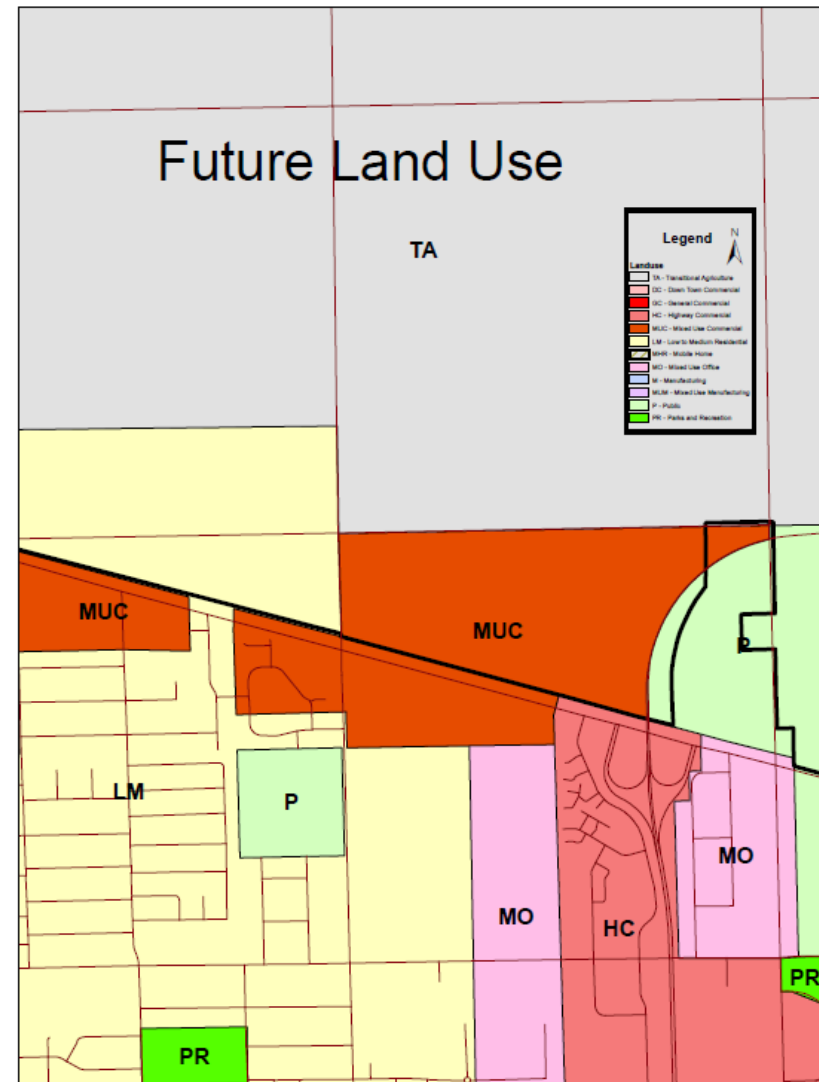 Future Land Use
TA
Legend
N
Landuse
TA - Transitional Agriculture
DC - Down Town Commercial
GC - General Commercial
HC - Highway Commercial
MUC - Mixed Use Commercial
LM - Low to Medium Residential
MHR - Mobile Home
MO - Mixed Use Office
M - Manufacturing
MUM - Mixed Use Manufacturing
P - Public
PR - Parks and Recreation
MUC
MUC
P
LM
P
MO
MO
HC
PR
PR